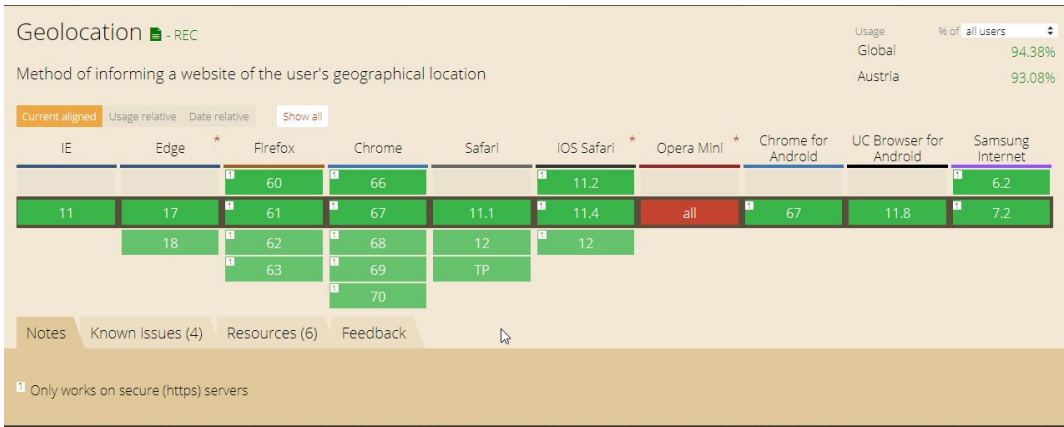 Geolocation - REC
Usage % of all users
Global 94.38%
Method of informing a website of the user's geographical location
Austria 93.08%
Current aligned Usage relative Date relative Show all
IE Edge * Firefox Chrome Safari iOS Safari * Opera Mini * Chrome for Android UC Browser for Android Samsung Internet
1 60 1 66 1 11.2 1 6.2
11 17 1 61 1 67 11.1 1 11.4 all 1 67 11.8 1 7.2
18 1 62 1 68 12 1 12
1 63 1 69 TP
1 70
Notes Known issues (4) Resources (6) Feedback
1 Only works on secure (https) servers